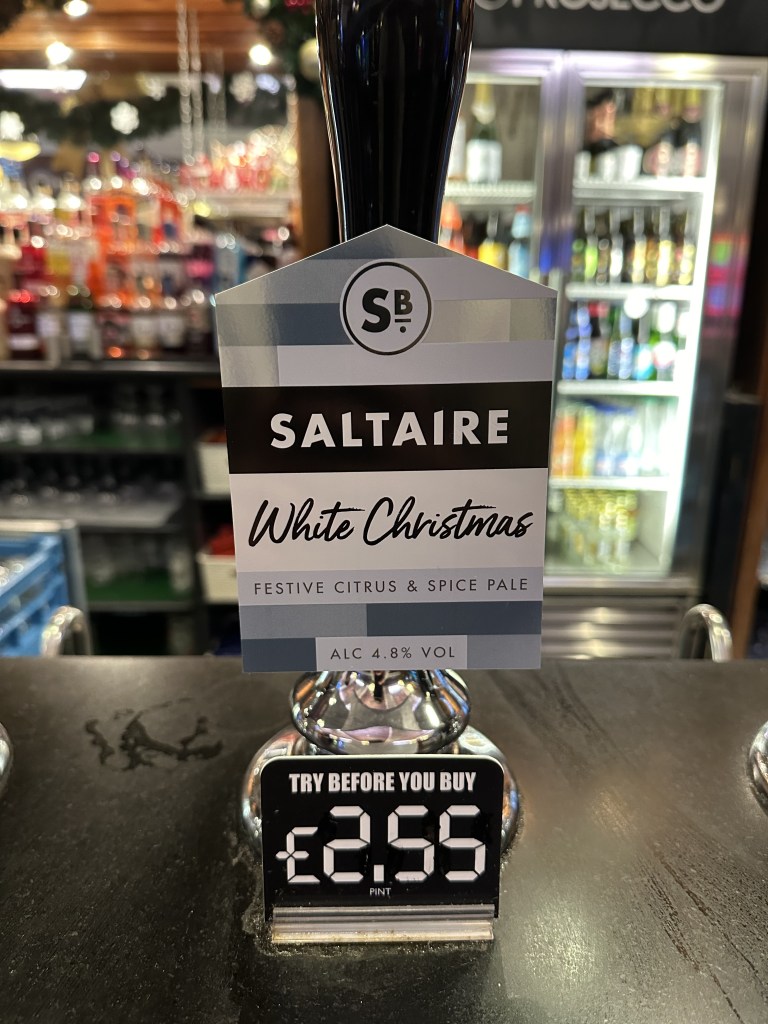 PROSECCO
SB
SALTAIRE
White Christmas
FESTIVE CITRUS & SPICE PALE
ALC 4.8% VOL
TRY BEFORE YOU BUY
£2.55
PINT